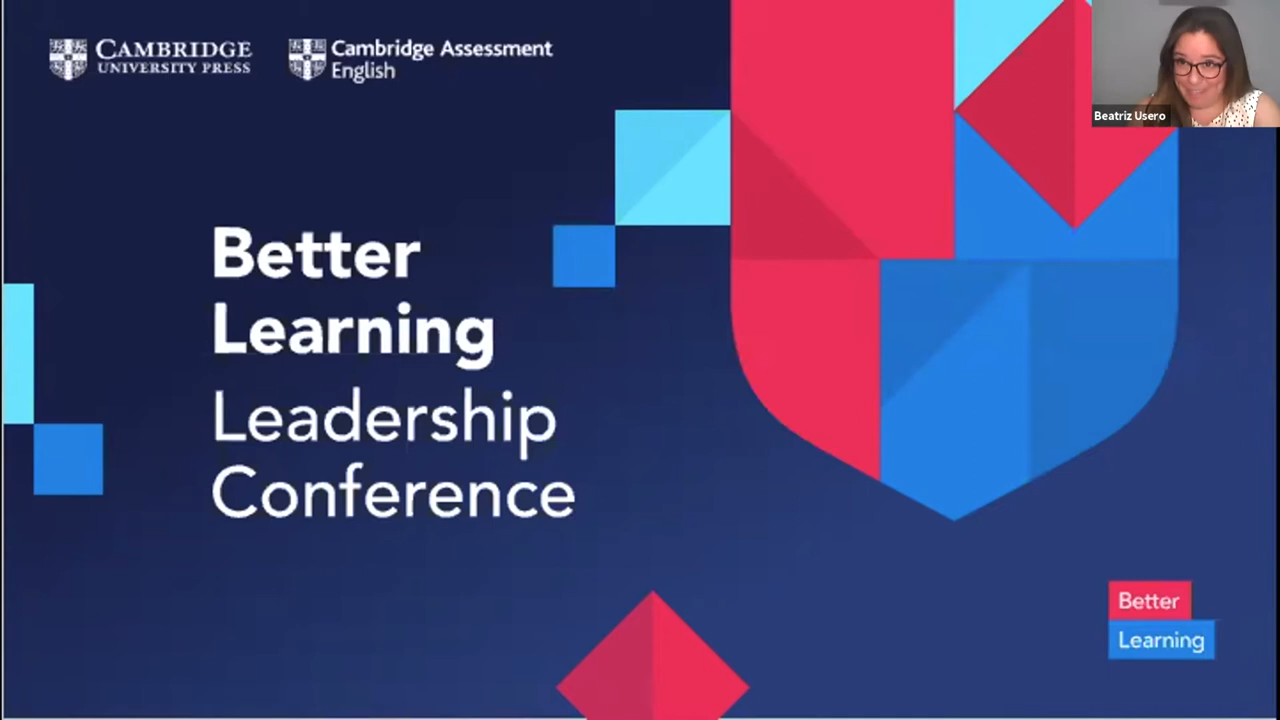 CAMBRIDGE
UNIVERSITY PRESS
Cambridge Assessment
English
Beatriz Usero
Better
Learning
Leadership
Conference
Better
Learning